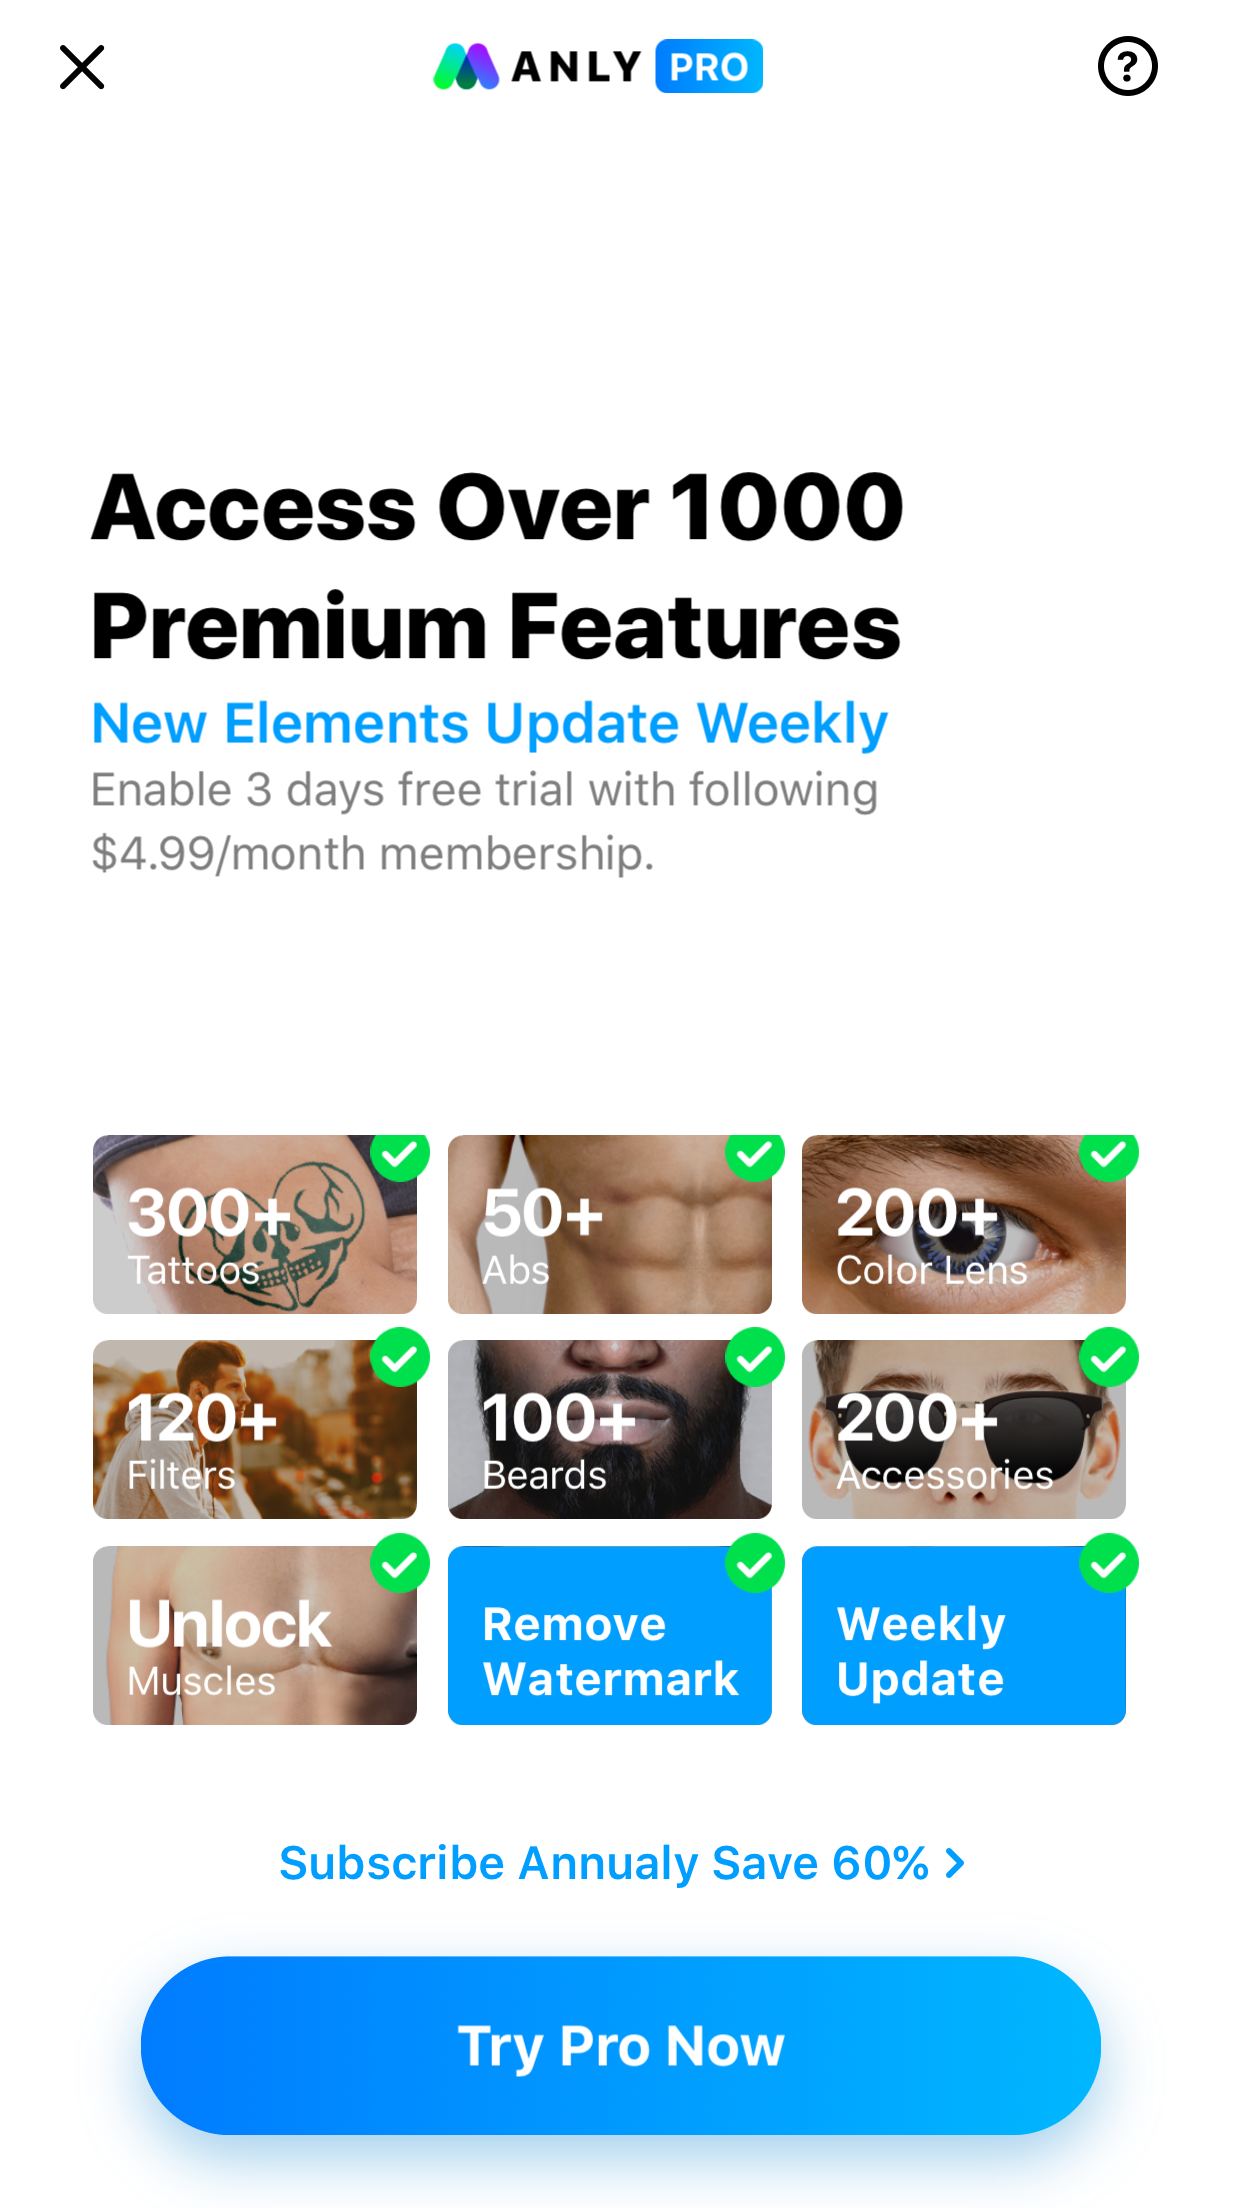 ANLY PRO
?
Access Over 1000
Premium Features
New Elements Update Weekly
Enable 3 days free trial with following
$4.99/month membership.
300+
Tattoos
50+
Abs
200+
Color Lens
120+
Filters
100+
Beards
200+
Accessories
Unlock
Muscles
Remove
Watermark
Weekly
Update
Subscribe Annualy Save 60% >
Try Pro Now